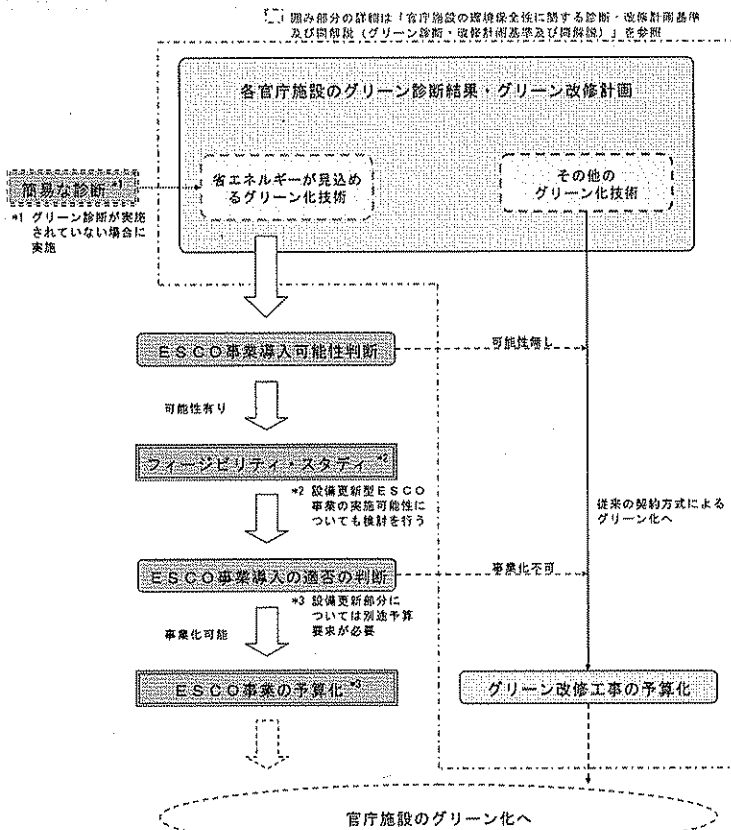 囲み部分の詳細は「官庁施設の環境保全性に関する診断・改修計画基準
及び同解説（グリーン診断・改修計画基準及び同解説）」を参照
各官庁施設のグリーン診断結果・グリーン改修計画
簡易な診断 *1
*1 グリーン診断が実施
されていない場合に
実施
省エネルギーが見込め
るグリーン化技術
その他の
グリーン化技術
ESCO事業導入可能性判断
可能性無し
可能性有り
フィージビリティ・スタディ *2
*2 設備更新型ESCO
事業の実施可能性に
ついても検討を行う
従来の契約方式による
グリーン化へ
ESCO事業導入の適否の判断
事業化不可
*3 設備更新部分に
ついては別途予算
要求が必要
事業化可能
ESCO事業の予算化 *3
グリーン改修工事の予算化
官庁施設のグリーン化へ